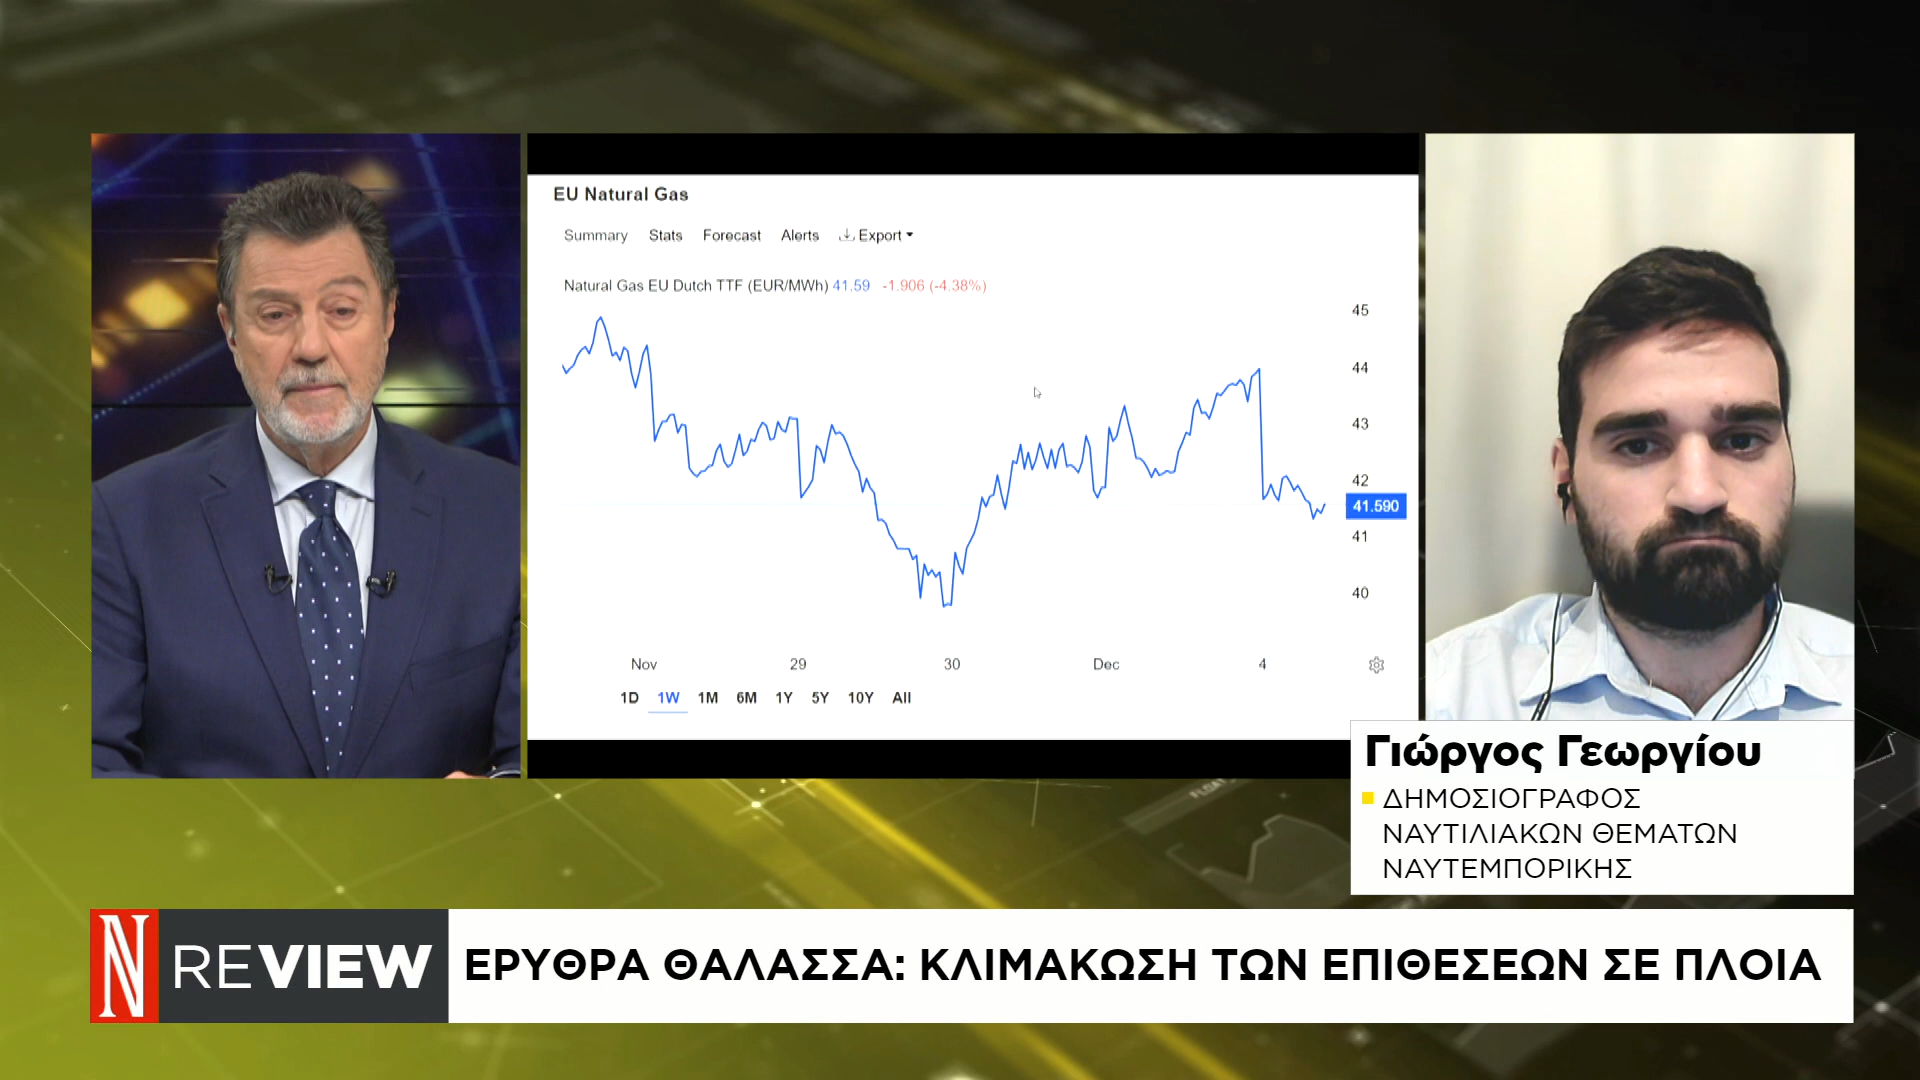 EU Natural Gas
Summary Stats Forecast Alerts Export
Natural Gas EU Dutch TTF (EUR/MWh) 41.59 -1.906 (-4.38%)
45
44
43
42
41.590
41
40
Nov 29 30 Dec 4
1D 1W 1M 6M 1Y 5Y 10Y All
Γιώργος Γεωργίου
ΔΗΜΟΣΙΟΓΡΑΦΟΣ
ΝΑΥΤΙΛΙΑΚΩΝ ΘΕΜΑΤΩΝ
ΝΑΥΤΕΜΠΟΡΙΚΗΣ
N REVIEW
ΕΡΥΘΡΑ ΘΑΛΑΣΣΑ: ΚΛΙΜΑΚΩΣΗ ΤΩΝ ΕΠΙΘΕΣΕΩΝ ΣΕ ΠΛΟΙΑ